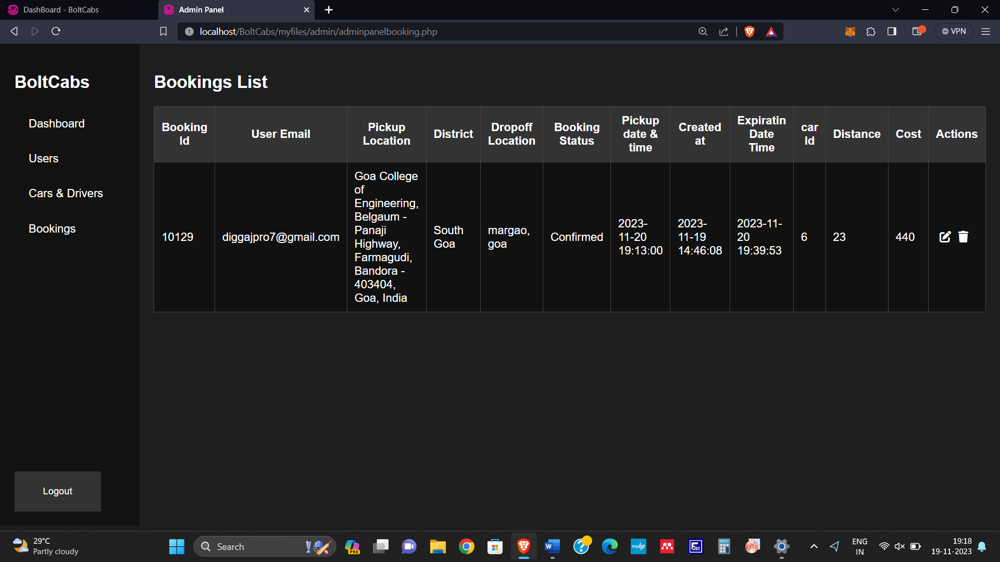 DashBoard - BoltCabs
Admin Panel
localhost/BoltCabs/myfiles/admin/adminpanelbooking.php
VPN
BoltCabs
Dashboard
Users
Cars & Drivers
Bookings
Logout
Bookings List
Booking
Id
User Email
Pickup
Location
District
Dropoff
Location
Booking
Status
Pickup
date &
time
Created
at
Expiratin
Date
Time
car
Id
Distance
Cost
Actions
10129
diggajpro7@gmail.com
Goa College
of
Engineering,
Belgaum -
Panaji
Highway,
Farmagudi,
Bandora -
403404,
Goa, India
South
Goa
margao,
goa
Confirmed
2023-
11-20
19:13:00
2023-
11-19
14:46:08
2023-11-
20
19:39:53
6
23
440
29°C
Partly cloudy
Search
PRE
myhp
ENG
IN
19:18
19-11-2023